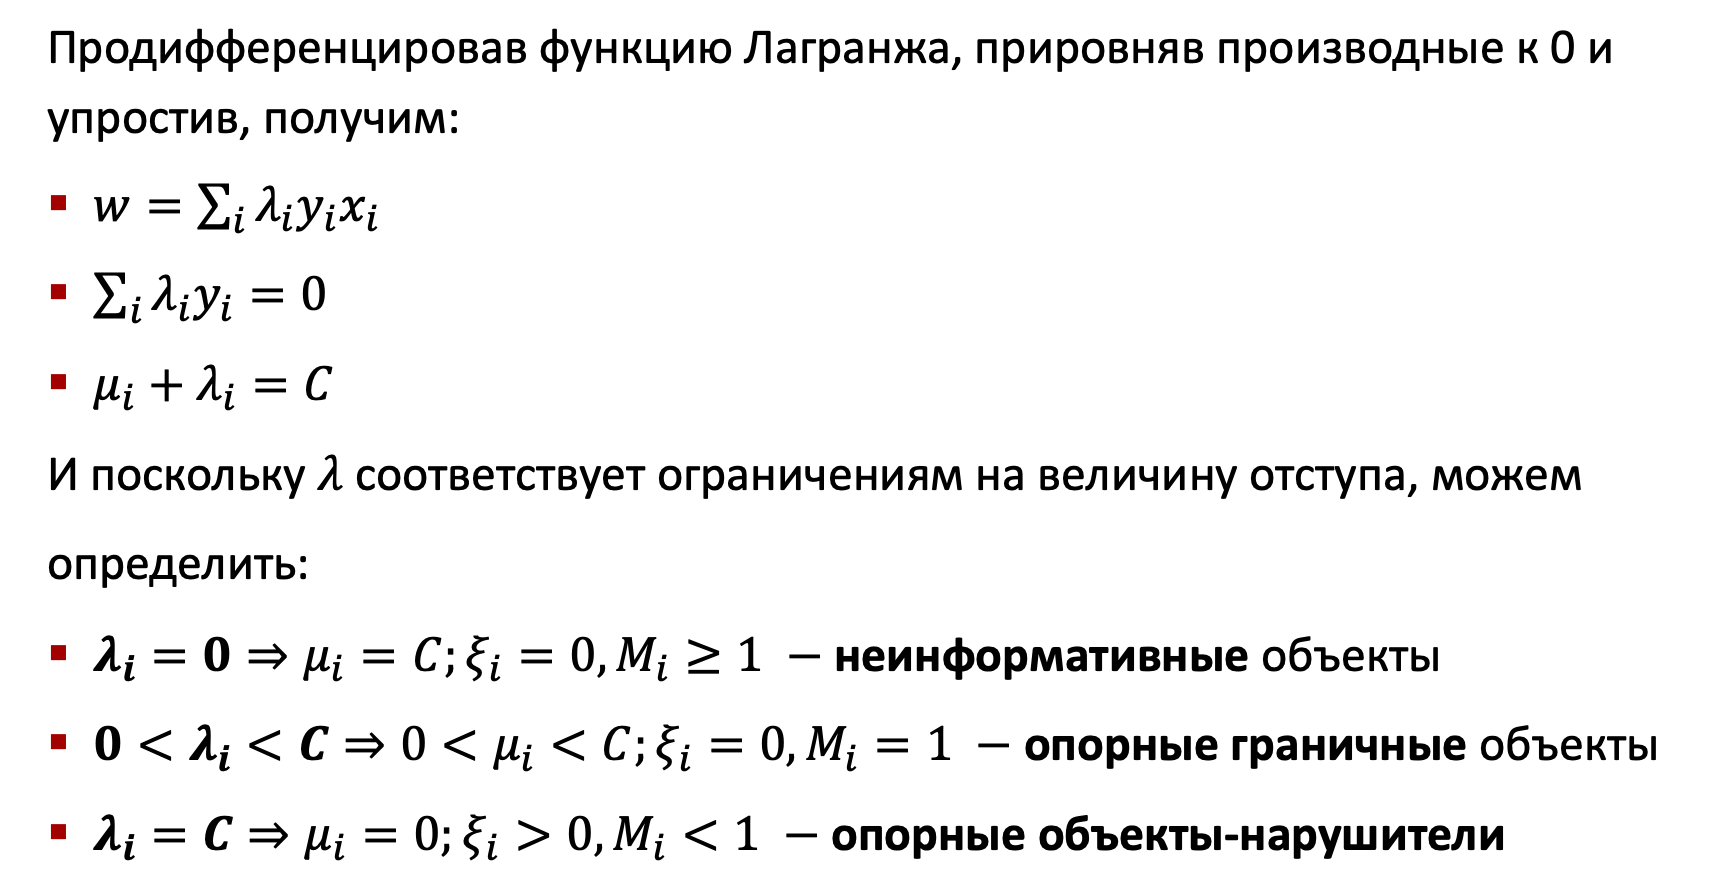 Продифференцировав функцию Лагранжа, прировняв производные к 0 и
упростив, получим:
▪ w = ∑ᵢ λᵢyᵢxᵢ
▪ ∑ᵢ λᵢyᵢ = 0
▪ μᵢ + λᵢ = C
И поскольку λ соответствует ограничениям на величину отступа, можем
определить:
▪ λᵢ = 0 ⇒ μᵢ = C; ξᵢ = 0, Mᵢ ≥ 1 − неинформативные объекты
▪ 0 < λᵢ < C ⇒ 0 < μᵢ < C; ξᵢ = 0, Mᵢ = 1 − опорные граничные объекты
▪ λᵢ = C ⇒ μᵢ = 0; ξᵢ > 0, Mᵢ < 1 − опорные объекты-нарушители